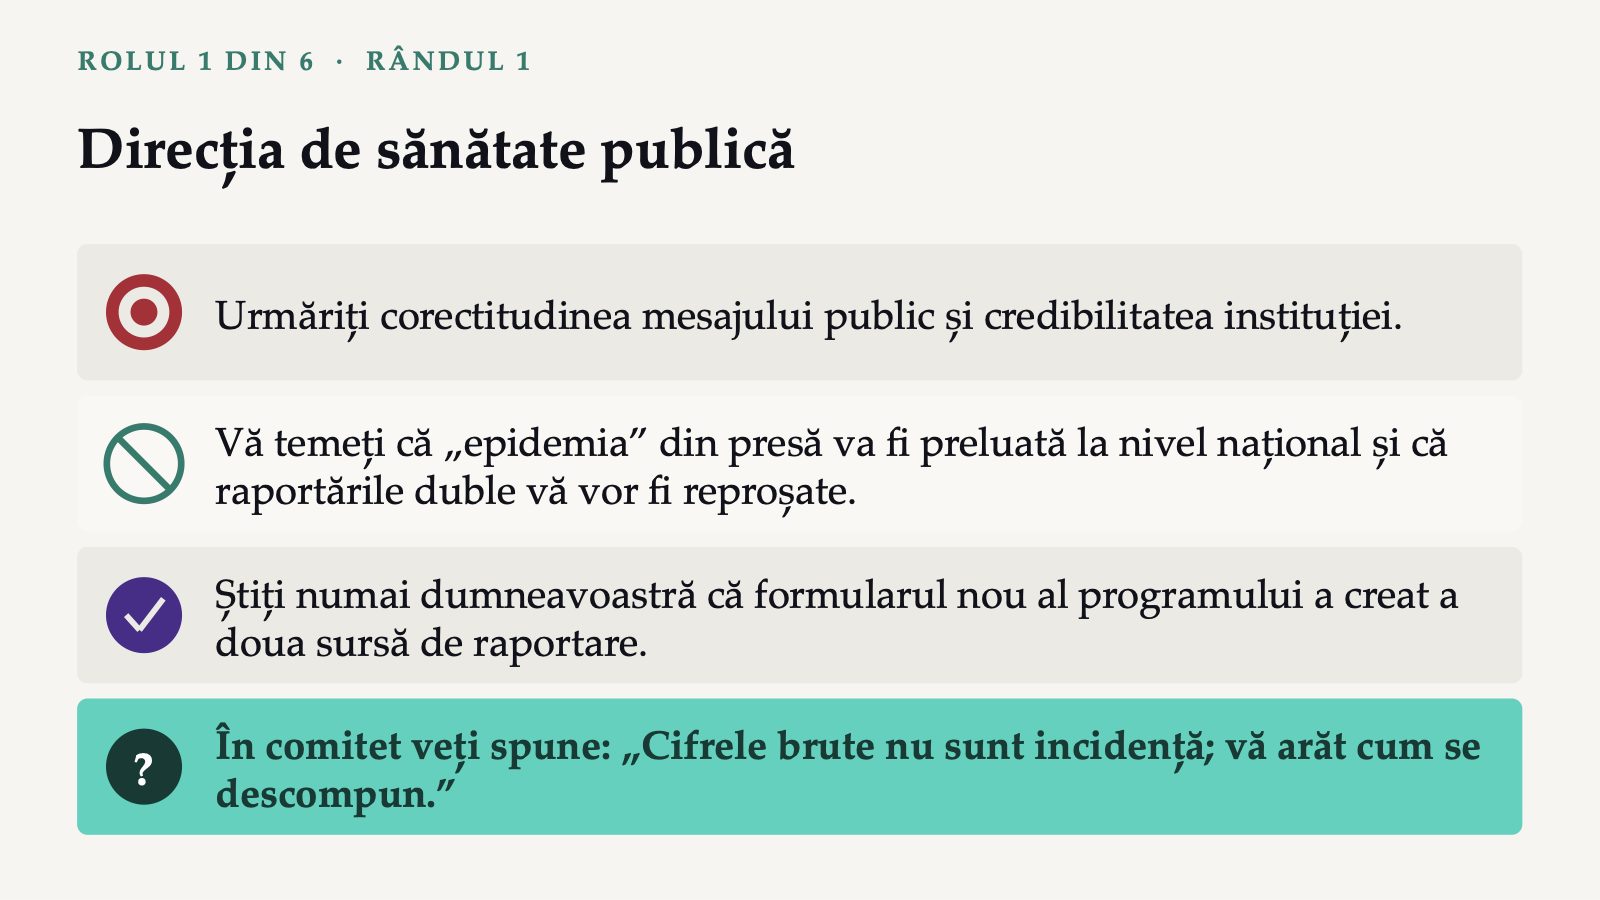 ROLUL 1 DIN 6 · RÂNDUL 1
Direcția de sănătate publică
Urmăriți corectitudinea mesajului public și credibilitatea instituției.
Vă temeți că „epidemia” din presă va fi preluată la nivel național și că
raportările duble vă vor fi reproșate.
Știți numai dumneavoastră că formularul nou al programului a creat a
doua sursă de raportare.
?
În comitet veți spune: „Cifrele brute nu sunt incidență; vă arăt cum se
descompun.”